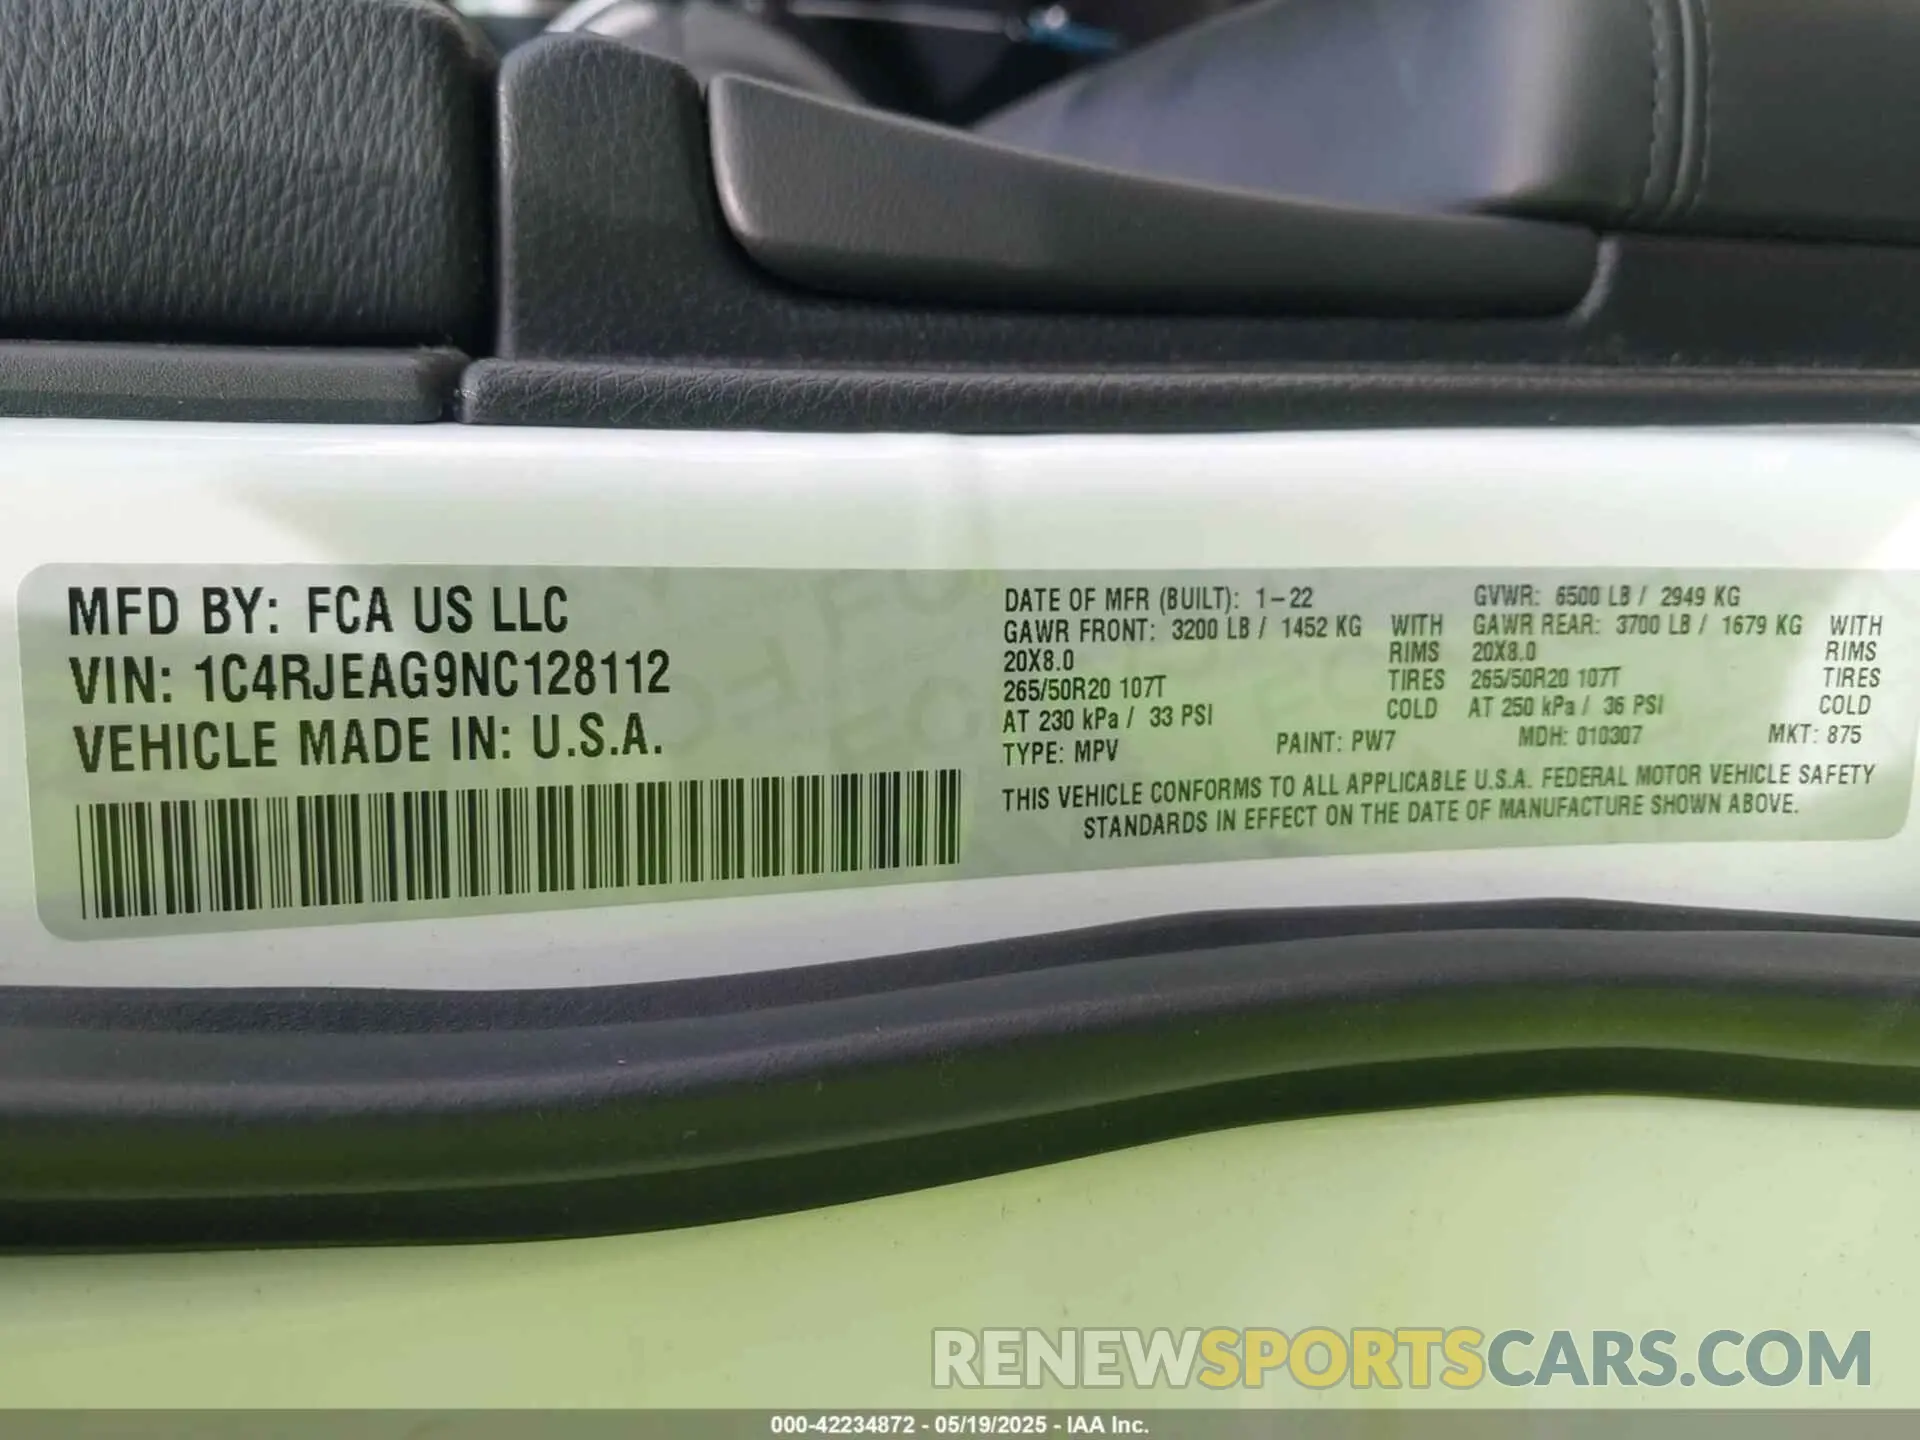 MFD BY: FCA US LLC
VIN: 1C4RJEAG9NC128112
VEHICLE MADE IN: U.S.A.
DATE OF MFR (BUILT): 1-22 GVWR: 6500 LB / 2949 KG
GAWR FRONT: 3200 LB / 1452 KG WITH GAWR REAR: 3700 LB / 1679 KG WITH
20X8.0 RIMS 20X8.0 RIMS
265/50R20 107T TIRES 265/50R20 107T TIRES
AT 230 kPa / 33 PSI COLD AT 250 kPa / 36 PSI COLD
TYPE: MPV PAINT: PW7 MDH: 010307 MKT: 875
THIS VEHICLE CONFORMS TO ALL APPLICABLE U.S.A. FEDERAL MOTOR VEHICLE SAFETY
STANDARDS IN EFFECT ON THE DATE OF MANUFACTURE SHOWN ABOVE.
RENEWSPORTSCARS.COM
000-42234872 - 05/19/2025 - IAA Inc.